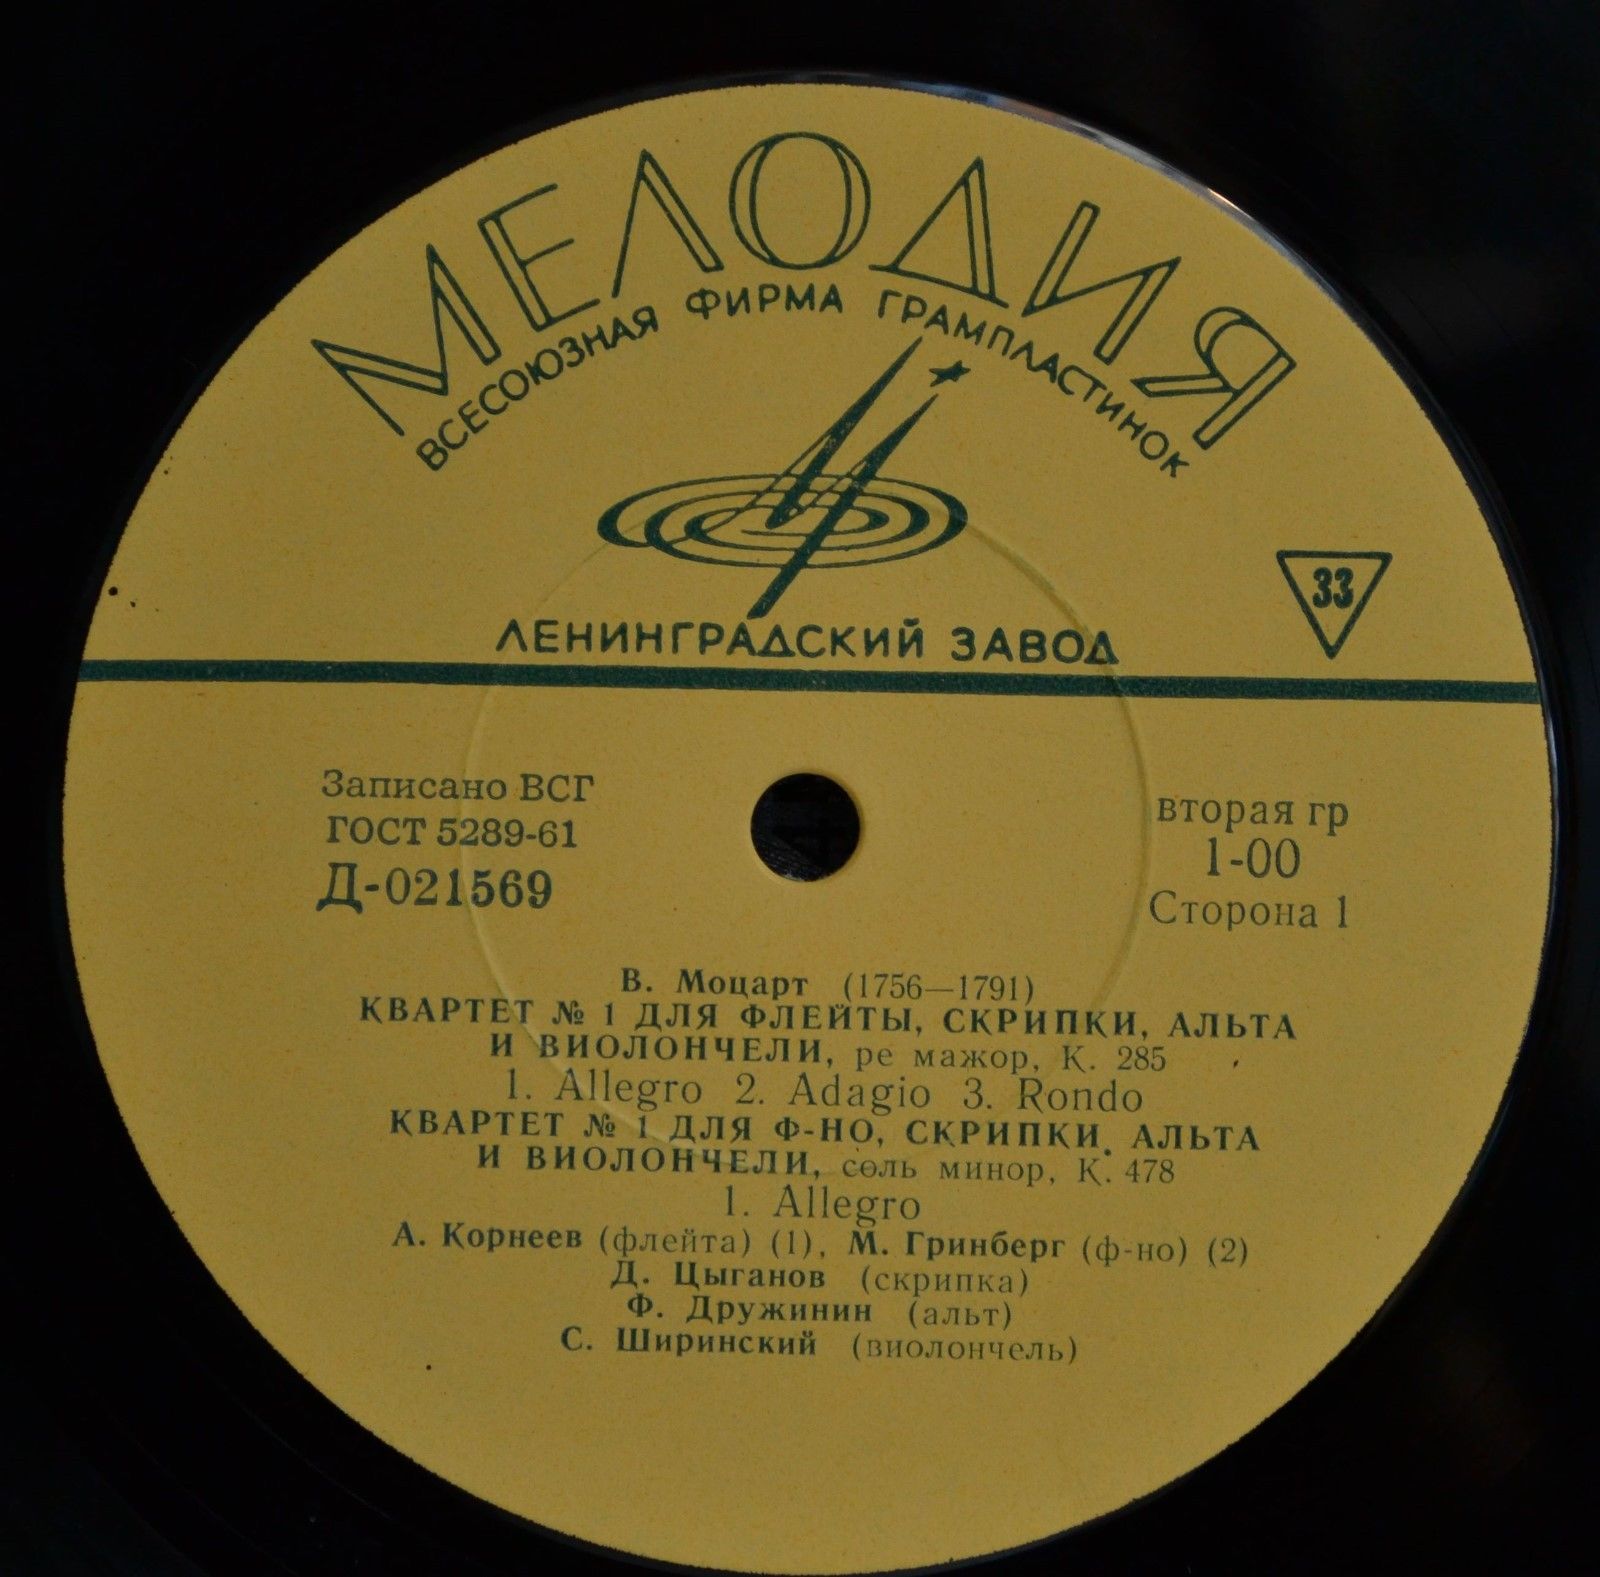 МЕЛОДИЯ
ВСЕСОЮЗНАЯ ФИРМА ГРАМПЛАСТИНОК
33
ЛЕНИНГРАДСКИЙ ЗАВОД
Записано ВСГ
ГОСТ 5289-61
Д-021569
вторая гр
1-00
Сторона 1
В. Моцарт (1756—1791)
КВАРТЕТ № 1 ДЛЯ ФЛЕЙТЫ, СКРИПКИ, АЛЬТА
И ВИОЛОНЧЕЛИ, ре мажор, К. 285
1. Allegro 2. Adagio 3. Rondo
КВАРТЕТ № 1 ДЛЯ Ф-НО, СКРИПКИ, АЛЬТА
И ВИОЛОНЧЕЛИ, соль минор, К. 478
1. Allegro
А. Корнеев (флейта) (1), М. Гринберг (ф-но) (2)
Д. Цыганов (скрипка)
Ф. Дружинин (альт)
С. Ширинский (виолончель)